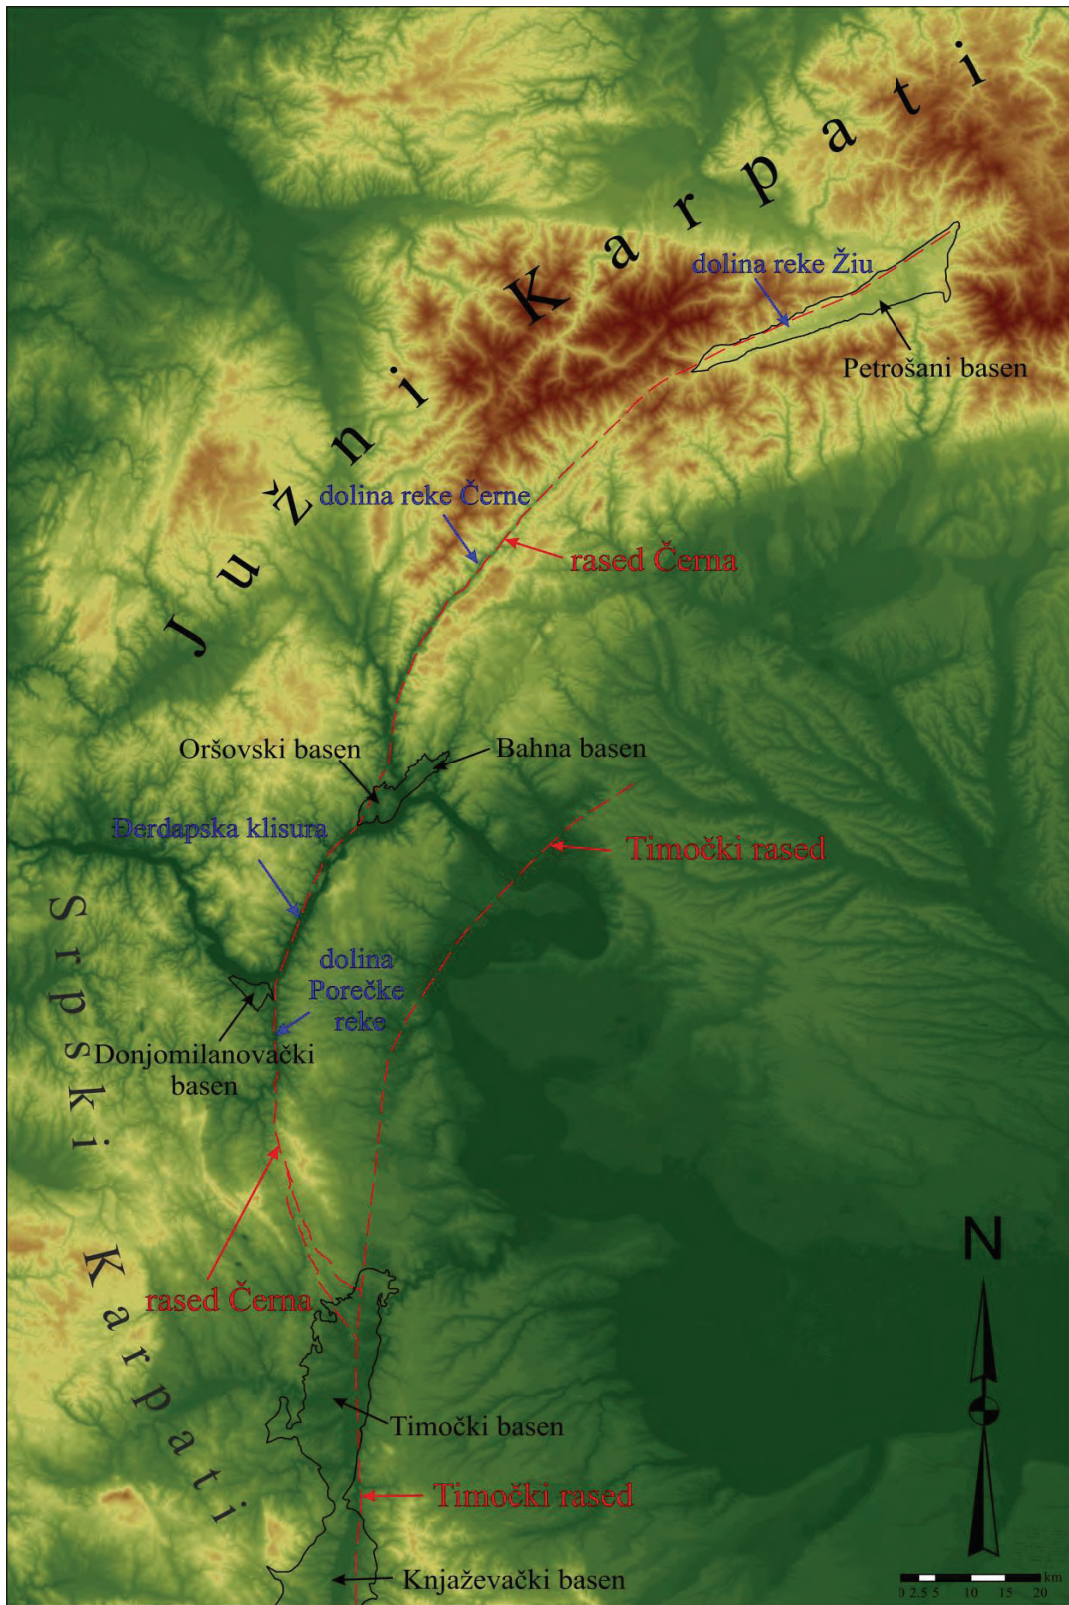 Južni Karpati
dolina reke Žiu
Petrošani basen
dolina reke Černe
rased Černa
Oršovski basen
Bahna basen
Đerdapska klisura
Timočki rased
Srpski Karpati
dolina
Porečke
reke
Donjomilanovački
basen
N
rased Černa
Timočki basen
Timočki rased
Knjaževački basen
km
0 2.5 5 10 15 20